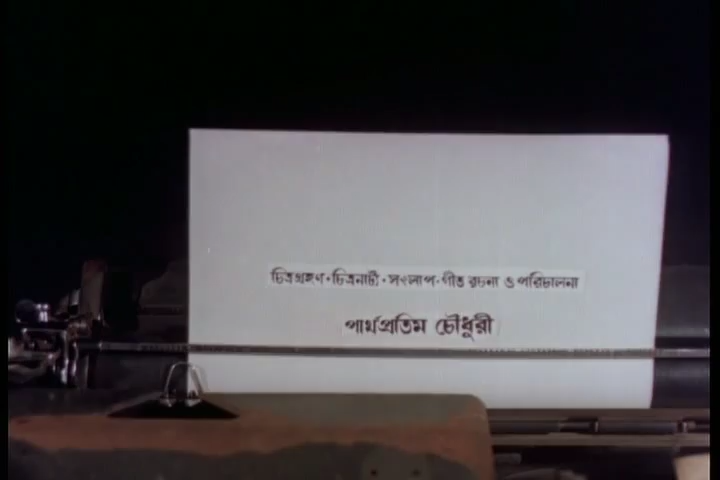 চিত্রগ্রহণ · চিত্রনাট্য · সংলাপ · গীত রচনা ও পরিচালনা
পার্থপ্রতিম চৌধুরী